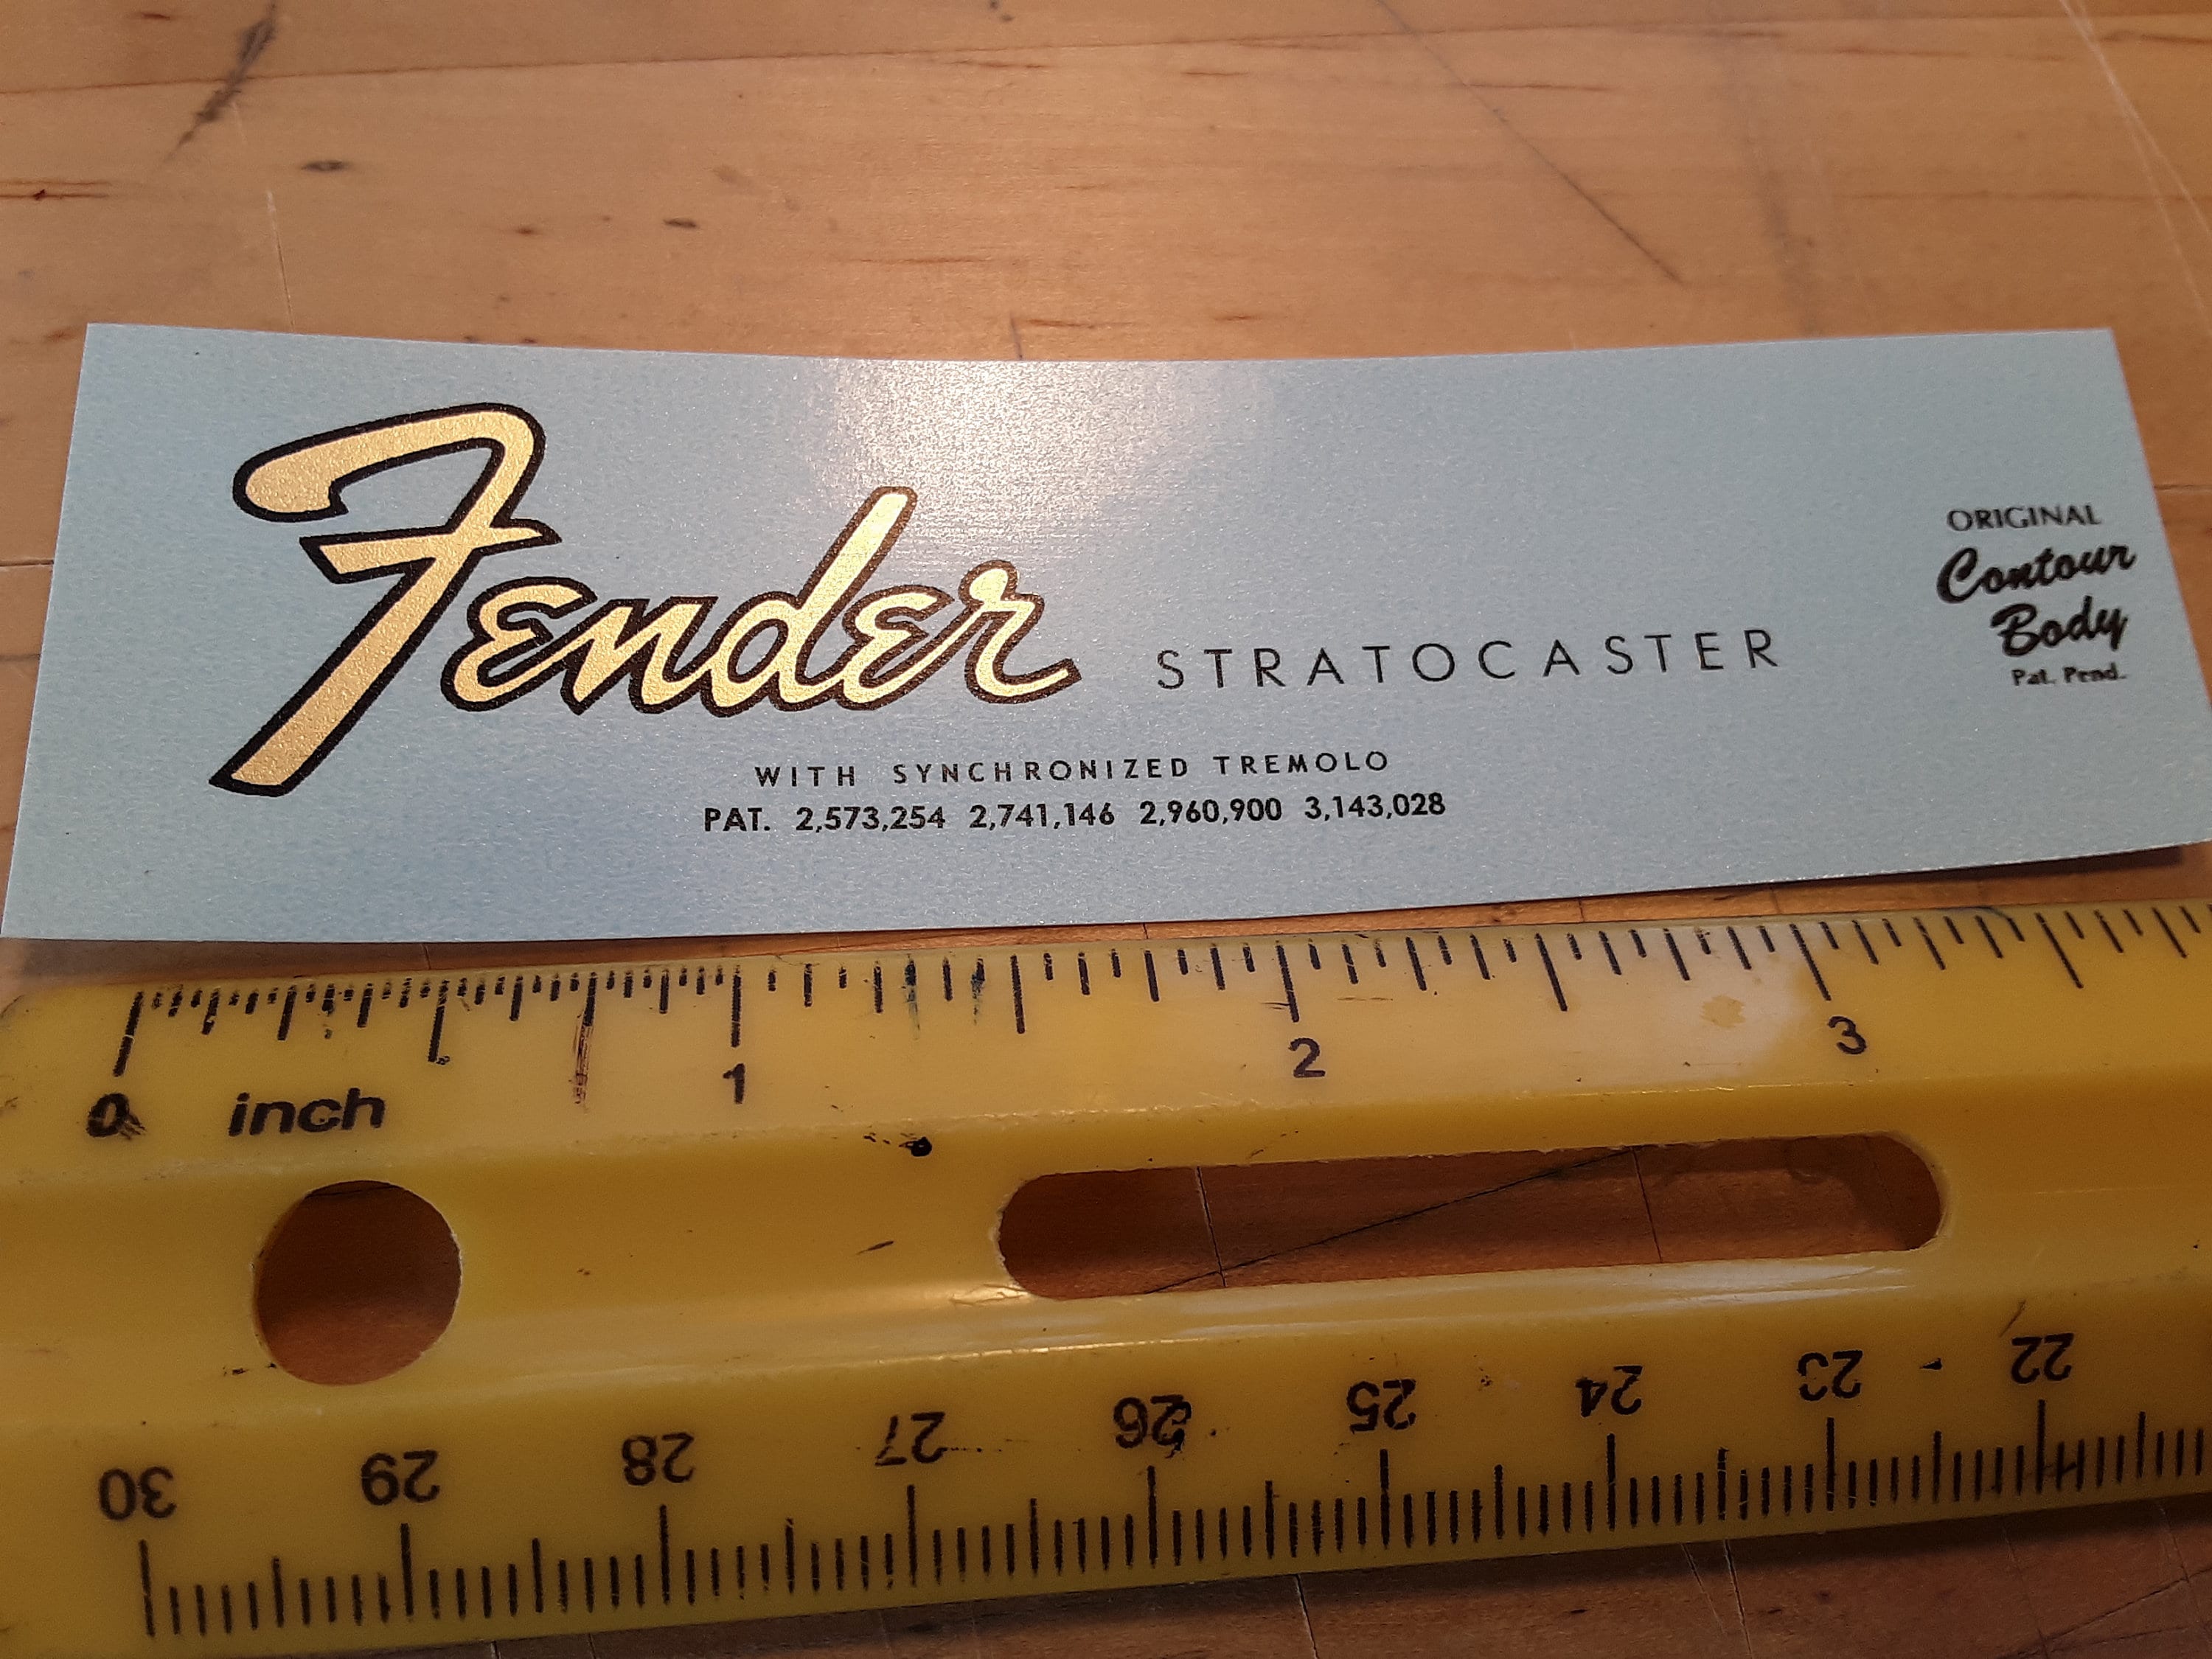 Fender STRATOCASTER
WITH SYNCHRONIZED TREMOLO
PAT. 2,573,254 2,741,146 2,960,900 3,143,028
ORIGINAL
Contour
Body
Pat. Pend.
0 inch 1 2 3
30 29 28 27 26 25 24 23 22